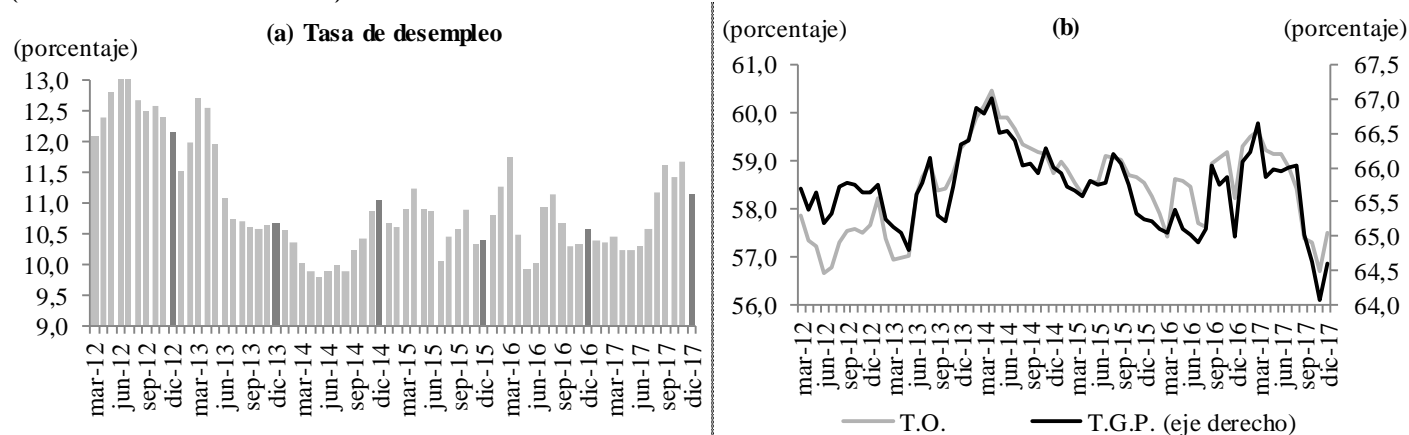 (a) Tasa de desempleo
(porcentaje)
13,0
12,5
12,0
11,5
11,0
10,5
10,0
9,5
9,0
mar-12
jun-12
sep-12
dic-12
mar-13
jun-13
sep-13
dic-13
mar-14
jun-14
sep-14
dic-14
mar-15
jun-15
sep-15
dic-15
mar-16
jun-16
sep-16
dic-16
mar-17
jun-17
sep-17
dic-17
(b)
(porcentaje)
(porcentaje)
61,0
60,0
59,0
58,0
57,0
56,0
67,5
67,0
66,5
66,0
65,5
65,0
64,5
64,0
mar-12
jun-12
sep-12
dic-12
mar-13
jun-13
sep-13
dic-13
mar-14
jun-14
sep-14
dic-14
mar-15
jun-15
sep-15
dic-15
mar-16
jun-16
sep-16
dic-16
mar-17
jun-17
sep-17
dic-17
T.O.
T.G.P. (eje derecho)